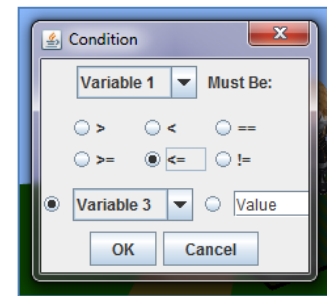 Condition
Variable 1 Must Be:
> < ==
>= <= !=
Variable 3 Value
OK Cancel